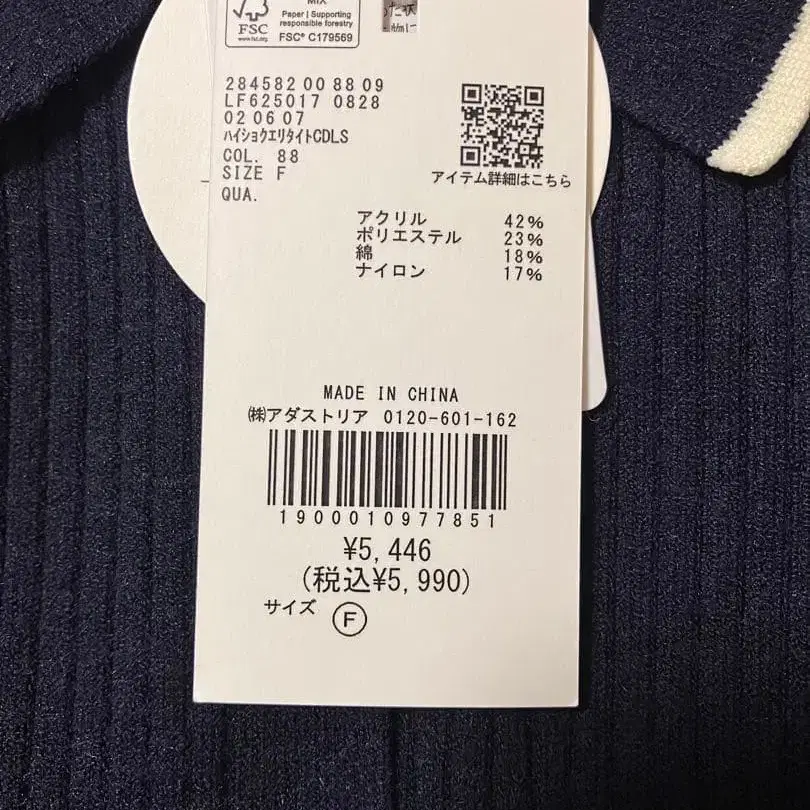 MIX
Paper | Supporting
responsible forestry
FSC
www.fsc.org
FSC® C179569
284582 00 88 09
LF625017 0828
02 06 07
ﾊｲｼｮｸｴﾘﾀｲﾄCDLS
COL. 88
SIZE F
QUA.
アイテム詳細はこちら
アクリル 42%
ポリエステル 23%
綿 18%
ナイロン 17%
MADE IN CHINA
㈱アダストリア 0120-601-162
1900010977851
¥5,446
(税込¥5,990)
サイズ F